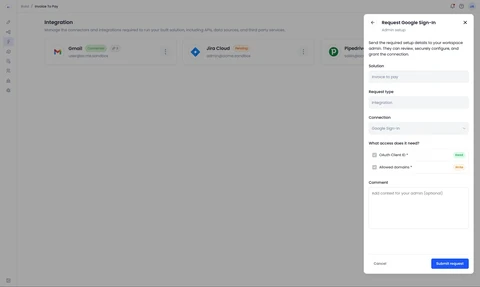 Invoice To Pay
Integration
Manage the connectors and integrations required to run your built solution, including APIs, data sources, and third-party services.
Gmail
Connected
Jira Cloud
Pending
Pipedrive
Request Google Sign-In
Admin setup
Send the required setup details to your workspace
admin. They can review, securely configure, and
grant the connection.
Solution
Invoice to pay
Request type
Integration
Connection
Google Sign-In
What access does it need?
OAuth Client ID *
Allowed domains *
Comment
Add context for your admin (optional)
Cancel
Submit request